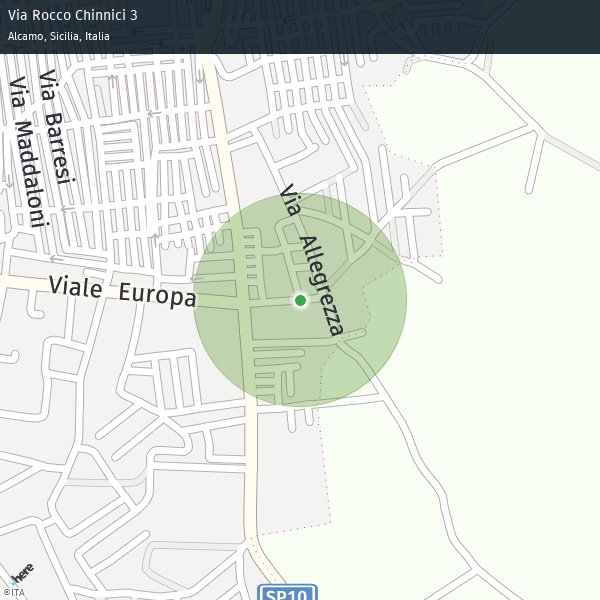 Via Rocco Chinnici 3
Alcamo, Sicilia, Italia
Via Barresi
Via Maddaloni
Via Allegrezza
Viale Europa
here
©ITA
SP10